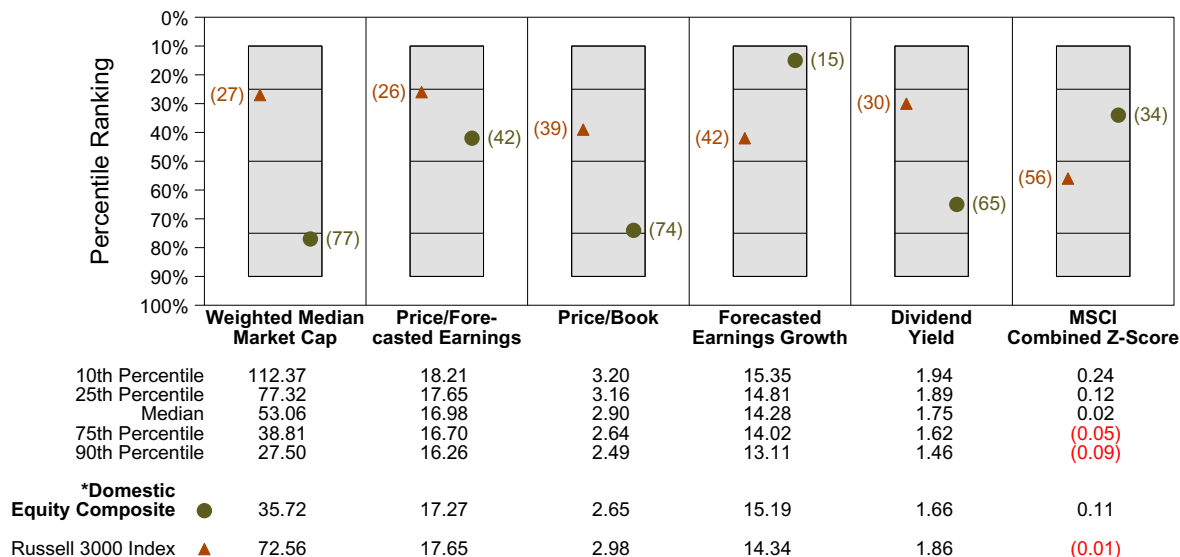 0%
10%
20%
30%
40%
50%
60%
70%
80%
90%
100%
Percentile Ranking
(27)
(77)
(26)
(42)
(39)
(74)
(42)
(15)
(30)
(65)
(56)
(34)
Weighted Median
Market Cap
Price/Fore-
casted Earnings
Price/Book
Forecasted
Earnings Growth
Dividend
Yield
MSCI
Combined Z-Score
10th Percentile 112.37 18.21 3.20 15.35 1.94 0.24
25th Percentile 77.32 17.65 3.16 14.81 1.89 0.12
Median 53.06 16.98 2.90 14.28 1.75 0.02
75th Percentile 38.81 16.70 2.64 14.02 1.62 (0.05)
90th Percentile 27.50 16.26 2.49 13.11 1.46 (0.09)
*Domestic
Equity Composite 35.72 17.27 2.65 15.19 1.66 0.11
Russell 3000 Index 72.56 17.65 2.98 14.34 1.86 (0.01)